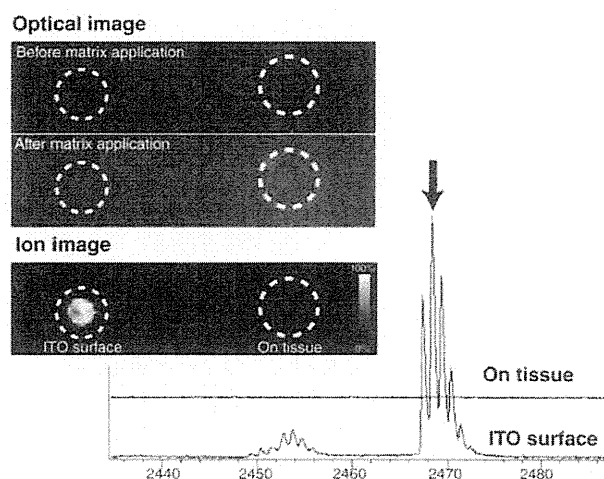 Optical image
Before matrix application
After matrix application
Ion image
100%
ITO surface
On tissue
On tissue
ITO surface
2440
2450
2460
2470
2480